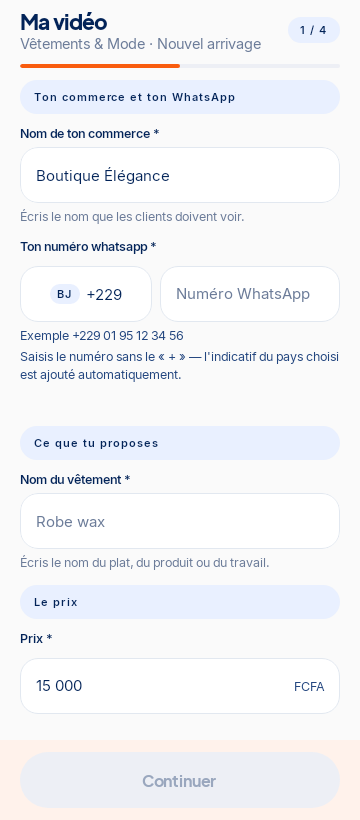 Ma vidéo
Vêtements & Mode · Nouvel arrivage
1 / 4
Ton commerce et ton WhatsApp
Nom de ton commerce *
Boutique Élégance
Écris le nom que les clients doivent voir.
Ton numéro whatsapp *
BJ +229
Numéro WhatsApp
Exemple +229 01 95 12 34 56
Saisis le numéro sans le « + » — l'indicatif du pays choisi
est ajouté automatiquement.
Ce que tu proposes
Nom du vêtement *
Robe wax
Écris le nom du plat, du produit ou du travail.
Le prix
Prix *
15 000
FCFA
Continuer